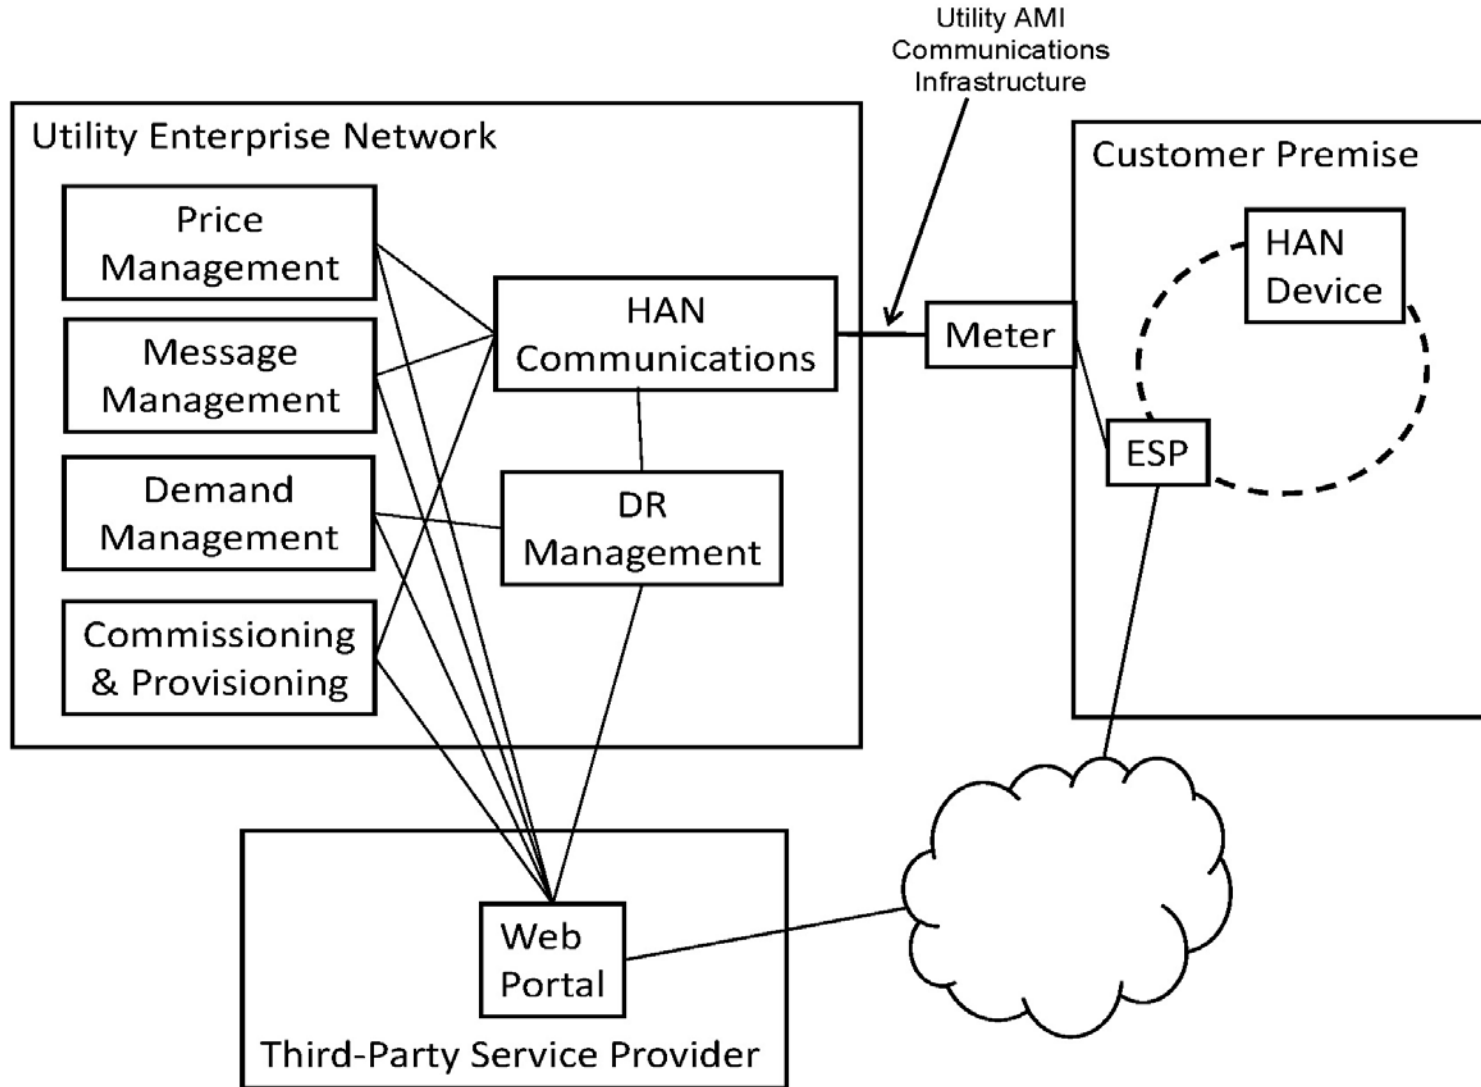 Utility AMI
Communications
Infrastructure
Utility Enterprise Network
Price
Management
Message
Management
Demand
Management
Commissioning
& Provisioning
HAN
Communications
DR
Management
Meter
Customer Premise
HAN
Device
ESP
Web
Portal
Third-Party Service Provider